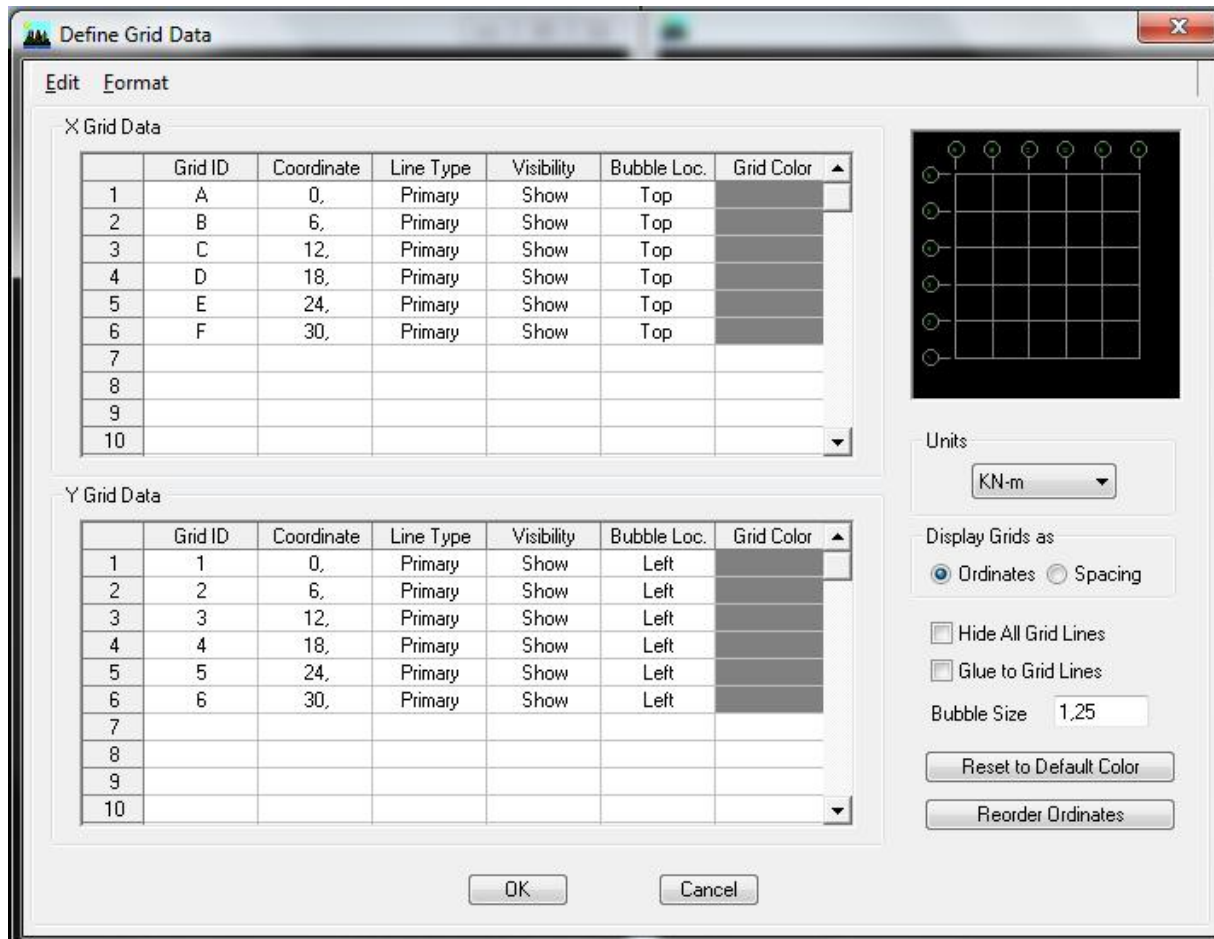 Define Grid Data
Edit Format
X Grid Data
Grid ID Coordinate Line Type Visibility Bubble Loc. Grid Color
1 A 0, Primary Show Top
2 B 6, Primary Show Top
3 C 12, Primary Show Top
4 D 18, Primary Show Top
5 E 24, Primary Show Top
6 F 30, Primary Show Top
7
8
9
10
Y Grid Data
Grid ID Coordinate Line Type Visibility Bubble Loc. Grid Color
1 1 0, Primary Show Left
2 2 6, Primary Show Left
3 3 12, Primary Show Left
4 4 18, Primary Show Left
5 5 24, Primary Show Left
6 6 30, Primary Show Left
7
8
9
10
Units
KN-m
Display Grids as
Ordinates Spacing
Hide All Grid Lines
Glue to Grid Lines
Bubble Size 1,25
Reset to Default Color
Reorder Ordinates
OK Cancel